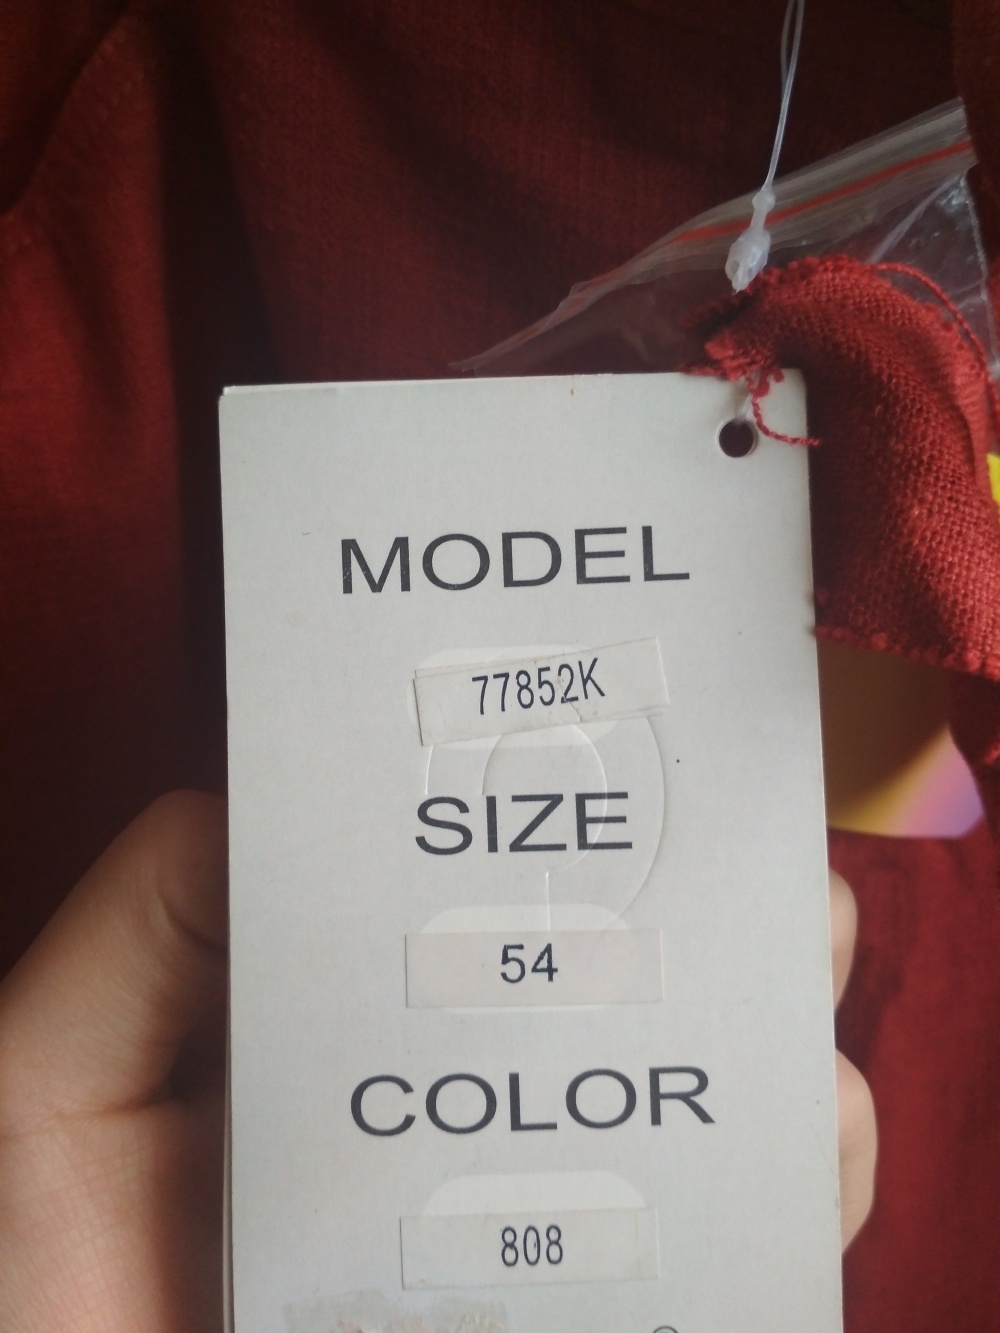 MODEL
77852K
SIZE
54
COLOR
808
®